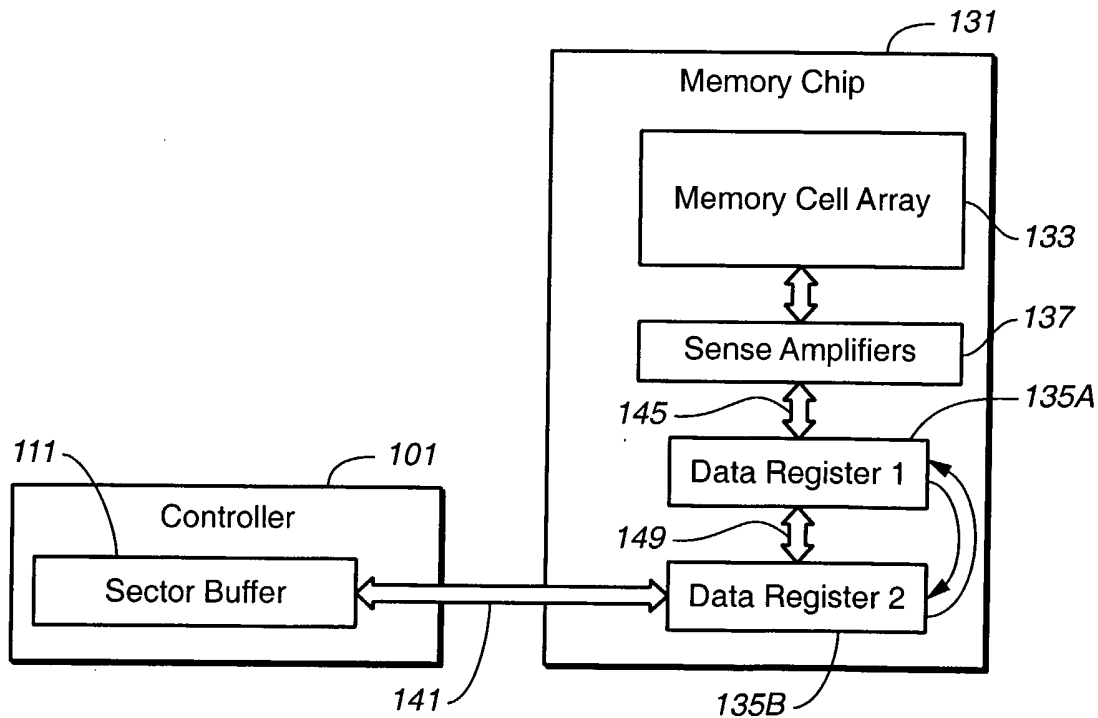 131
Memory Chip
Memory Cell Array
133
137
Sense Amplifiers
145
135A
111
101
Data Register 1
Controller
149
Sector Buffer
Data Register 2
141
135B